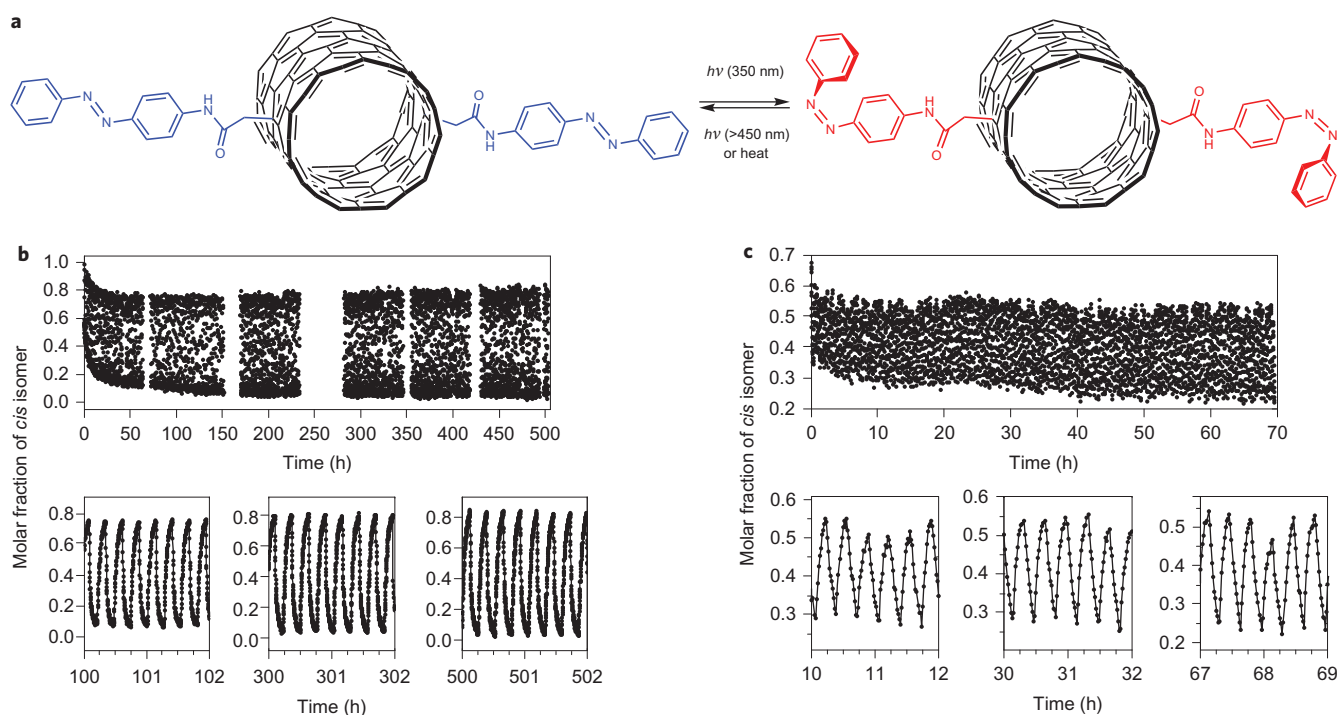 a
N
N
H
N
O
O
N
H
N
N
hν (350 nm)
hν (>450 nm)
or heat
N
N
H
N
O
O
N
H
N
N
b
Molar fraction of cis isomer
1.0
0.8
0.6
0.4
0.2
0.0
0 50 100 150 200 250 300 350 400 450 500
Time (h)
0.8
0.6
0.4
0.2
0.0
100 101 102
0.8
0.6
0.4
0.2
0.0
300 301 302
0.8
0.6
0.4
0.2
0.0
500 501 502
Time (h)
c
Molar fraction of cis isomer
0.7
0.6
0.5
0.4
0.3
0.2
0 10 20 30 40 50 60 70
Time (h)
0.6
0.5
0.4
0.3
10 11 12
0.6
0.5
0.4
0.3
30 31 32
0.5
0.4
0.3
0.2
67 68 69
Time (h)